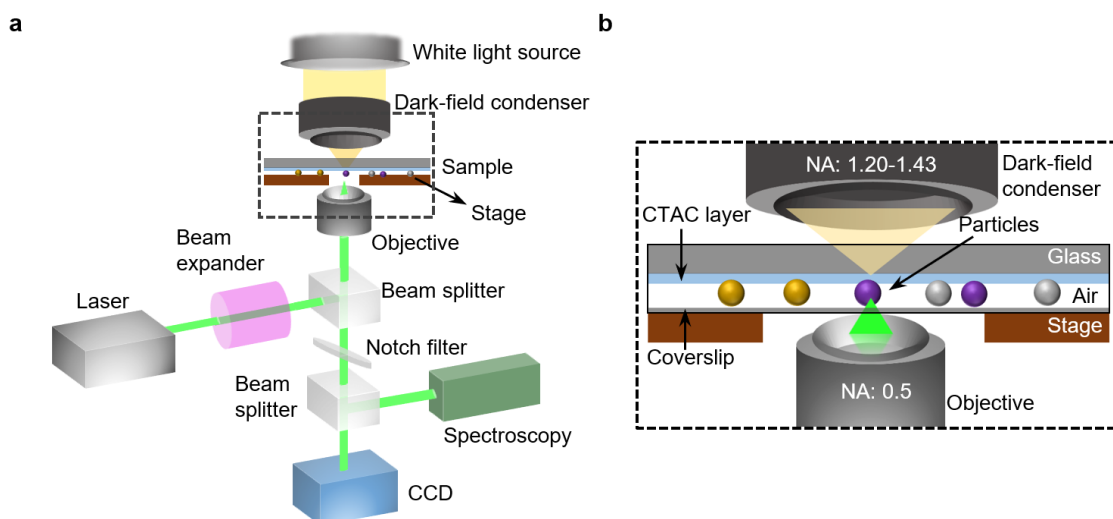 a
White light source
Dark-field condenser
Sample
Stage
Objective
Beam
expander
Laser
Beam splitter
Notch filter
Beam
splitter
Spectroscopy
CCD
b
NA: 1.20-1.43
Dark-field
condenser
CTAC layer
Particles
Glass
Air
Stage
Coverslip
NA: 0.5
Objective